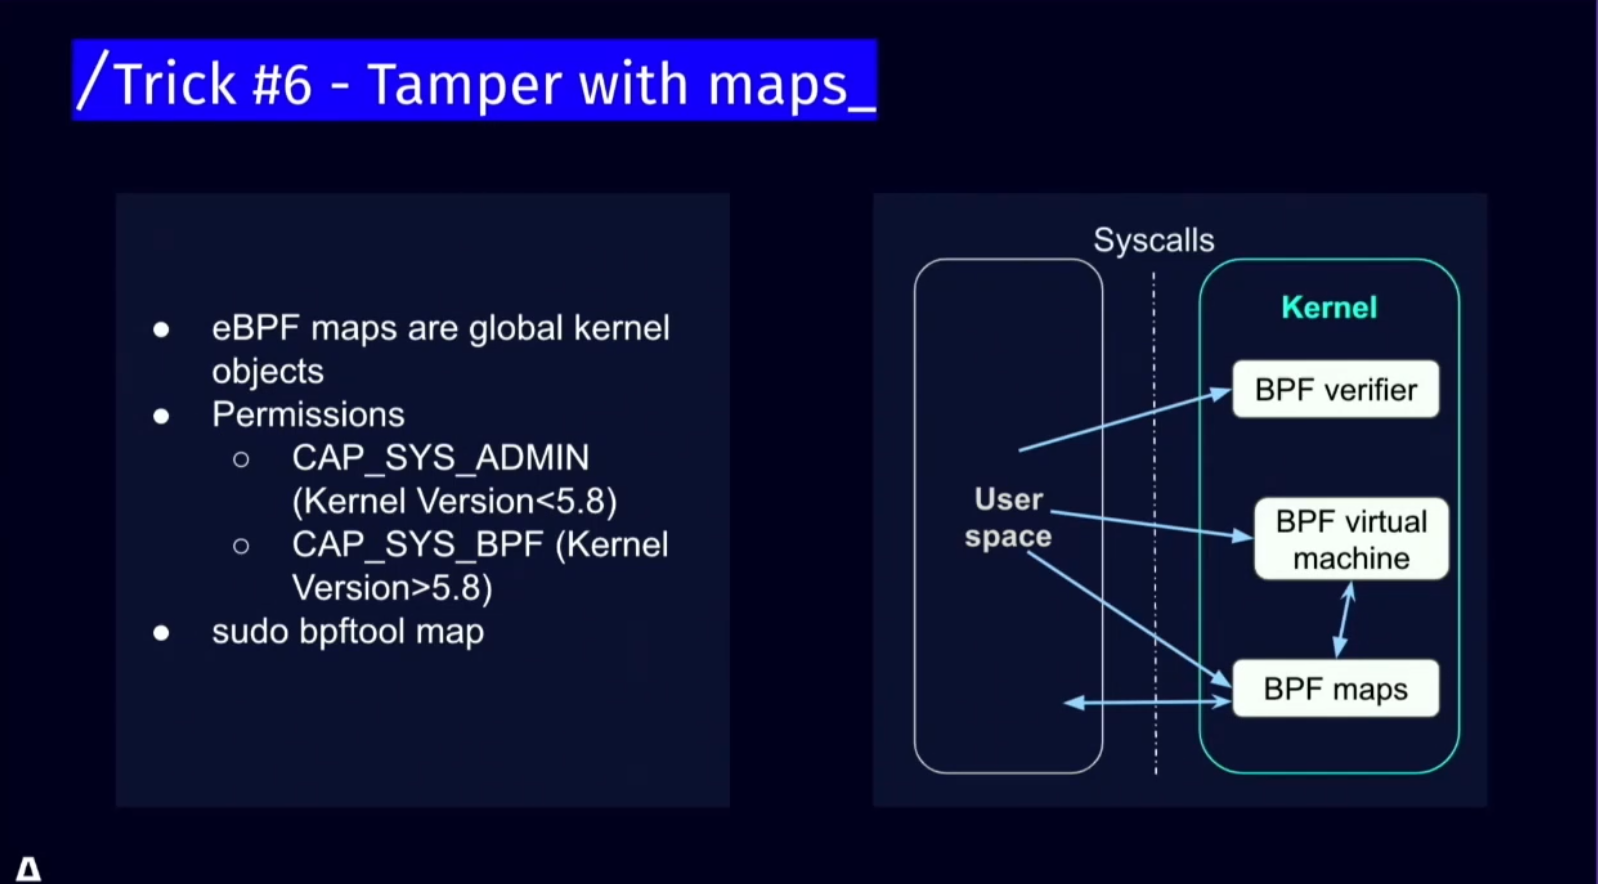 /Trick #6 - Tamper with maps_
● eBPF maps are global kernel
objects
● Permissions
○ CAP_SYS_ADMIN
(Kernel Version<5.8)
○ CAP_SYS_BPF (Kernel
Version>5.8)
● sudo bpftool map
Syscalls
Kernel
BPF verifier
User
space
BPF virtual
machine
BPF maps